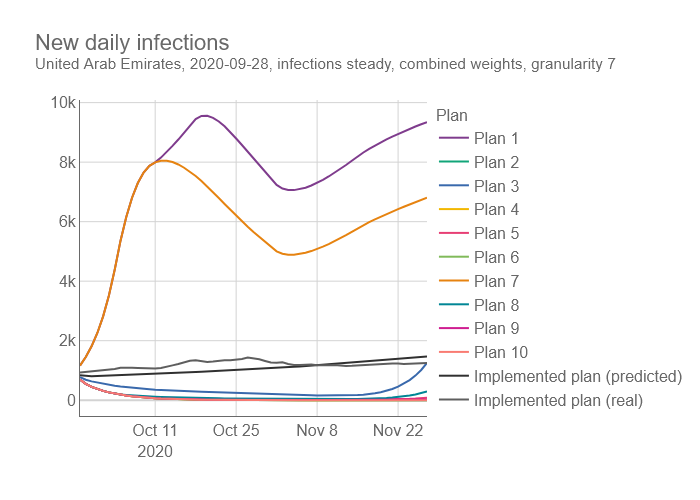 New daily infections
United Arab Emirates, 2020-09-28, infections steady, combined weights, granularity 7
10k
8k
6k
4k
2k
0
Oct 11
2020
Oct 25
Nov 8
Nov 22
Plan
Plan 1
Plan 2
Plan 3
Plan 4
Plan 5
Plan 6
Plan 7
Plan 8
Plan 9
Plan 10
Implemented plan (predicted)
Implemented plan (real)